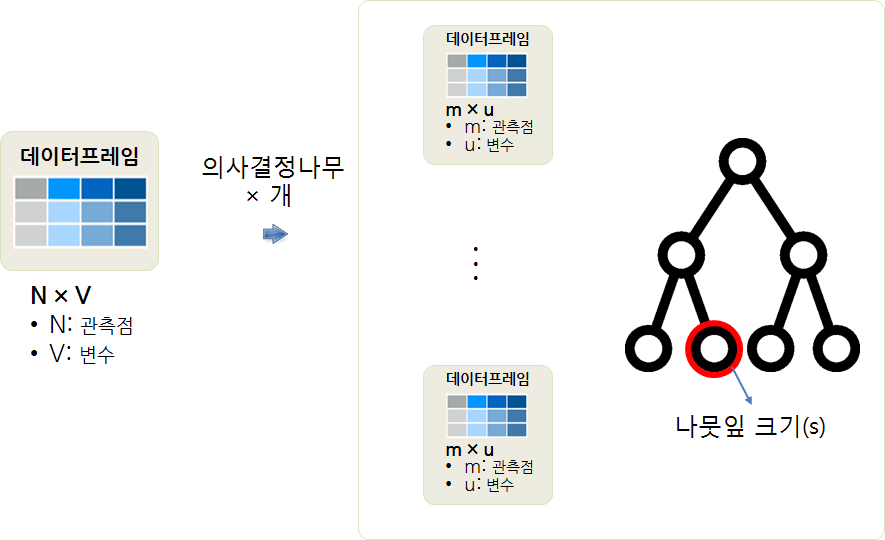 데이터프레임
N × V
• N: 관측점
• V: 변수
의사결정나무
× 개
데이터프레임
m × u
• m: 관측점
• u: 변수
⋮
데이터프레임
m × u
• m: 관측점
• u: 변수
나뭇잎 크기(s)